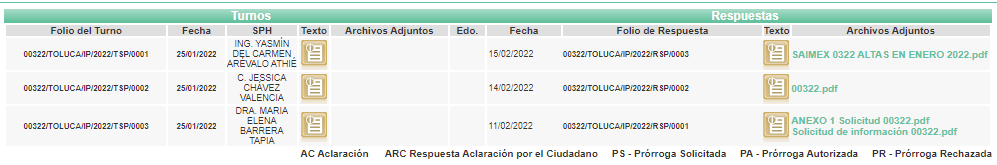 Turnos Respuestas
Folio del Turno Fecha SPH Texto Archivos Adjuntos Edo. Fecha Folio de Respuesta Texto Archivos Adjuntos
00322/TOLUCA/IP/2022/TSP/0001 25/01/2022 ING. YASMÍN DEL CARMEN ARÉVALO ATHIÉ 15/02/2022 00322/TOLUCA/IP/2022/RSP/0003 SAIMEX 0322 ALTAS EN ENERO 2022.pdf
00322/TOLUCA/IP/2022/TSP/0002 25/01/2022 C. JESSICA CHÁVEZ VALENCIA 14/02/2022 00322/TOLUCA/IP/2022/RSP/0002 00322.pdf
00322/TOLUCA/IP/2022/TSP/0003 25/01/2022 DRA. MARIA ELENA BARRERA TAPIA 11/02/2022 00322/TOLUCA/IP/2022/RSP/0001 ANEXO 1 Solicitud 00322.pdf
Solicitud de información 00322.pdf
AC Aclaración ARC Respuesta Aclaración por el Ciudadano PS - Prórroga Solicitada PA - Prórroga Autorizada PR - Prórroga Rechazada